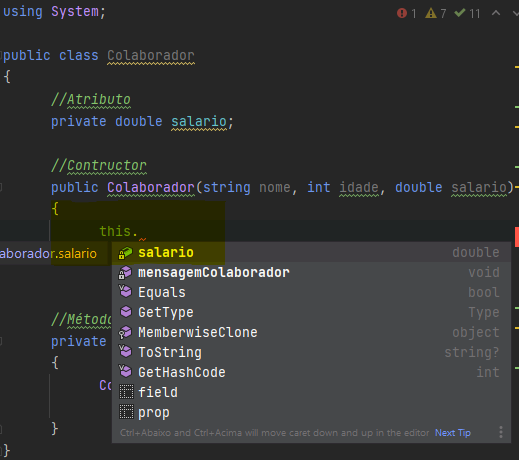 using System;
1 7 11
public class Colaborador
{
//Atributo
private double salario;
//Contructor
public Colaborador(string nome, int idade, double salario)
{
this.
aborador.salario
salario double
mensagemColaborador void
Equals bool
GetType Type
MemberwiseClone object
ToString string?
GetHashCode int
field
prop
Ctrl+Abaixo and Ctrl+Acima will move caret down and up in the editor Next Tip
//Métod
private
{
Co
}
}